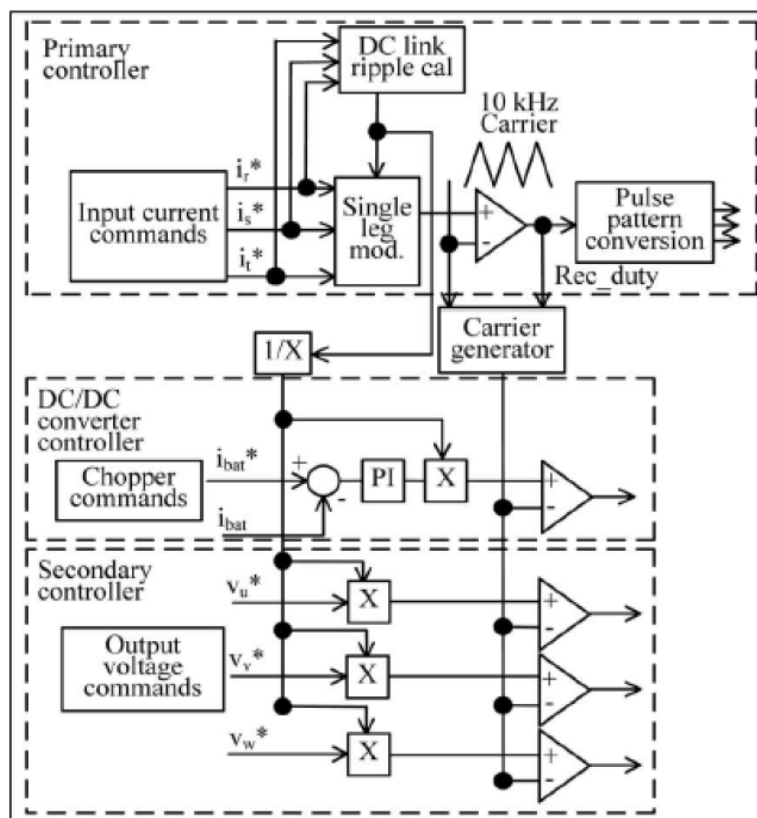 Primary
controller
DC link
ripple cal
10 kHz
Carrier
Input current
commands
i_r*
i_s*
i_t*
Single
leg
mod.
+
-
Pulse
pattern
conversion
Rec_duty
1/X
Carrier
generator
DC/DC
converter
controller
Chopper
commands
i_bat*
+
-
i_bat
PI
X
+
-
Secondary
controller
Output
voltage
commands
v_u*
X
+
-
v_v*
X
+
-
v_w*
X
+
-